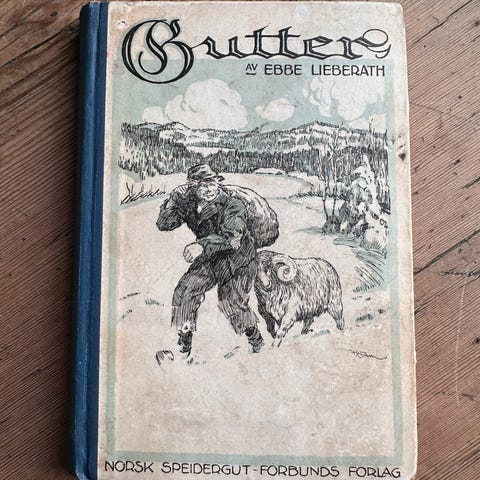 Gutter
AV EBBE LIEBERATH
NORSK SPEIDERGUT-FORBUNDS FORLAG